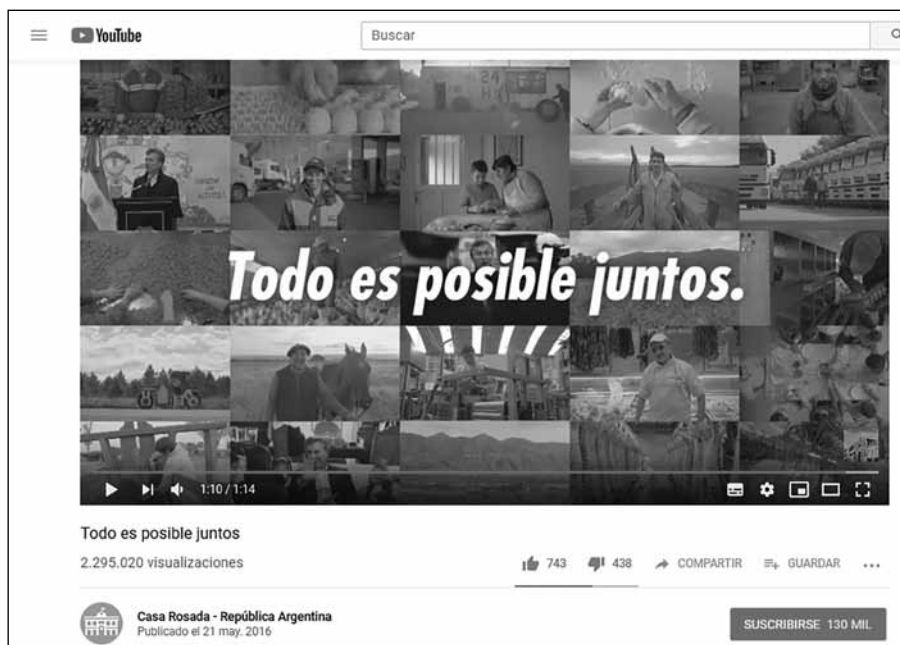 YouTube
Buscar
Todo es posible juntos.
1:10 / 1:14
Todo es posible juntos
2.295.020 visualizaciones
743 438 COMPARTIR GUARDAR
Casa Rosada - República Argentina
Publicado el 21 may. 2016
SUSCRIBIRSE 130 MIL